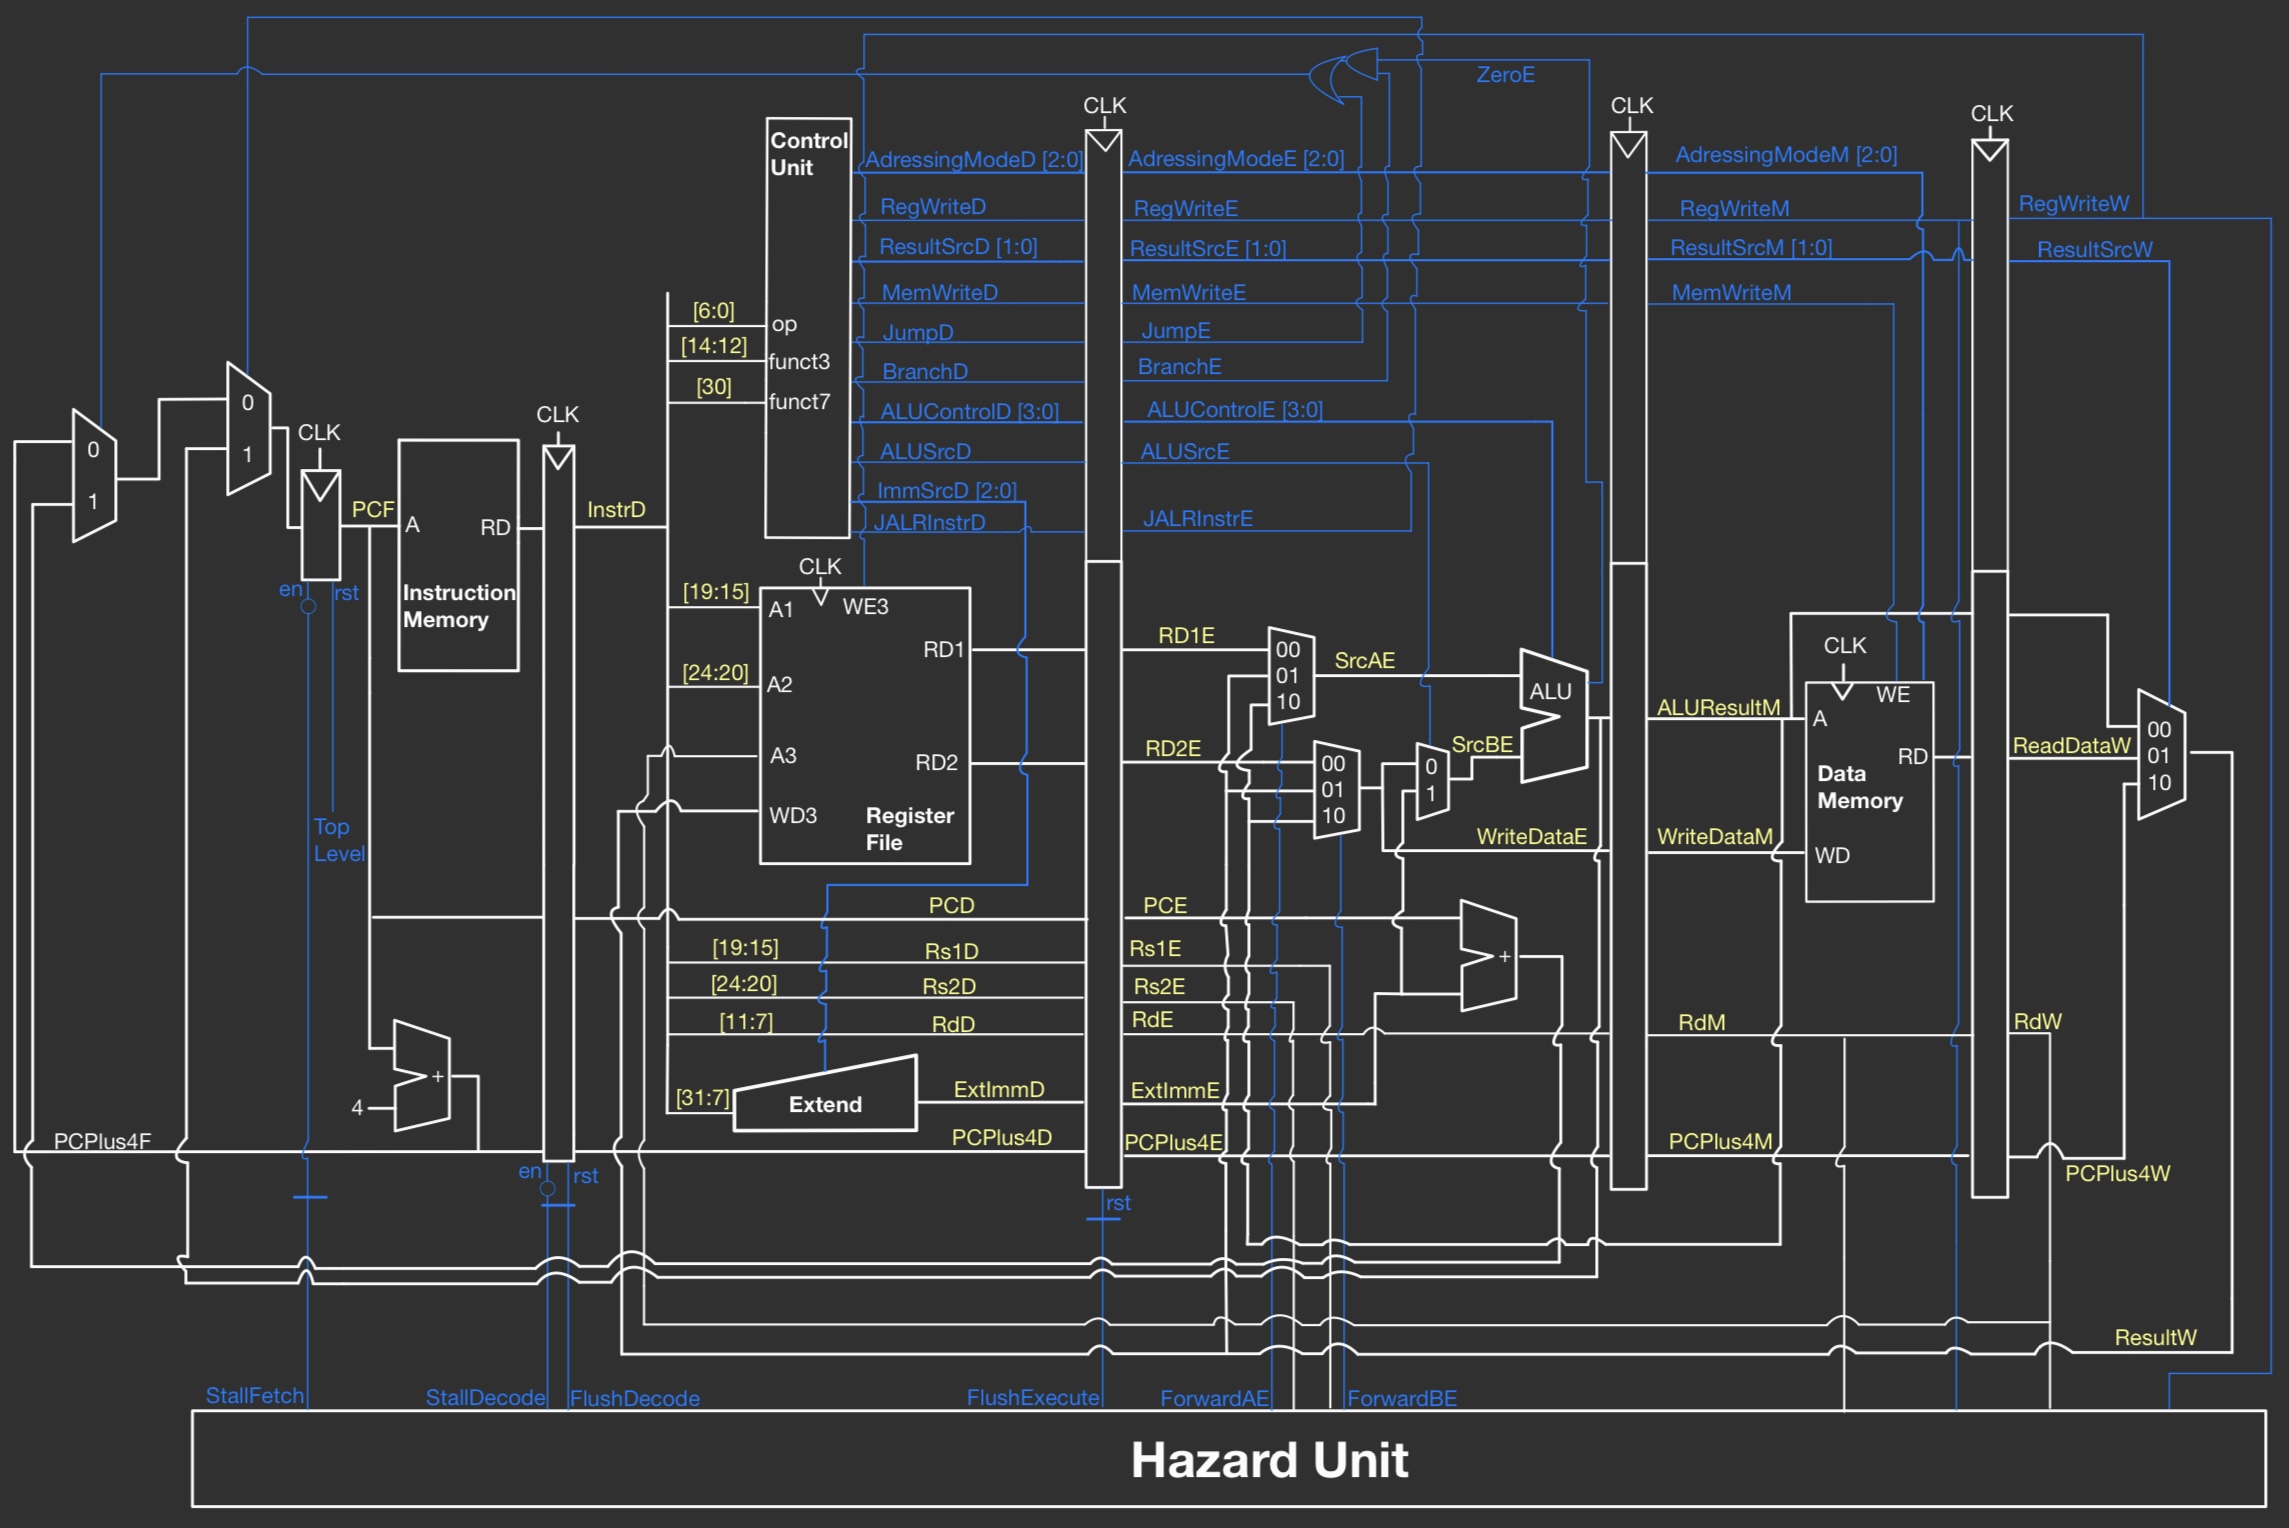 ZeroE
CLK
CLK
CLK
Control
Unit
AdressingModeD [2:0]
AdressingModeE [2:0]
AdressingModeM [2:0]
RegWriteD
RegWriteE
RegWriteM
RegWriteW
ResultSrcD [1:0]
ResultSrcE [1:0]
ResultSrcM [1:0]
ResultSrcW
MemWriteD
MemWriteE
MemWriteM
[6:0]
op
JumpD
JumpE
[14:12]
funct3
BranchD
BranchE
[30]
funct7
ALUControlD [3:0]
ALUControlE [3:0]
ALUSrcD
ALUSrcE
ImmSrcD [2:0]
JALRInstrD
JALRInstrE
0
1
0
1
CLK
CLK
PCF
A
RD
InstrD
Instruction
Memory
en
rst
Top
Level
CLK
[19:15]
A1
WE3
RD1
[24:20]
A2
A3
RD2
WD3
Register
File
RD1E
00
01
10
SrcAE
RD2E
00
01
10
0
1
SrcBE
ALU
WriteDataE
ALUResultM
WriteDataM
CLK
WE
A
RD
Data
Memory
WD
ReadDataW
00
01
10
PCD
PCE
[19:15]
Rs1D
Rs1E
[24:20]
Rs2D
Rs2E
[11:7]
RdD
RdE
RdM
RdW
+
+
4
[31:7]
Extend
ExtImmD
ExtImmE
PCPlus4F
PCPlus4D
PCPlus4E
PCPlus4M
PCPlus4W
en
rst
rst
ResultW
StallFetch
StallDecode
FlushDecode
FlushExecute
ForwardAE
ForwardBE
Hazard Unit